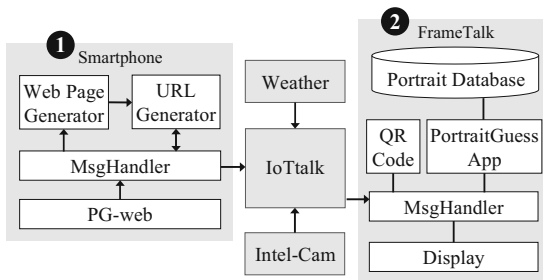 1
Smartphone
Web Page
Generator
URL
Generator
MsgHandler
PG-web
Weather
IoTtalk
Intel-Cam
2
FrameTalk
Portrait Database
QR
Code
PortraitGuess
App
MsgHandler
Display